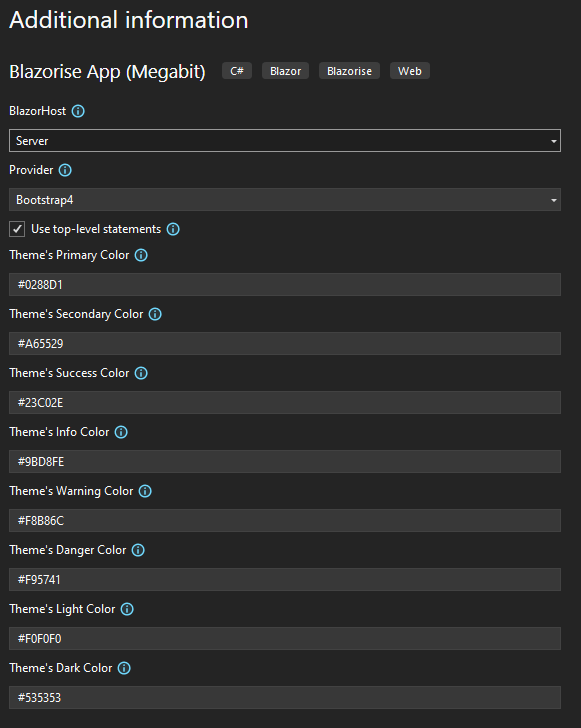 Additional information
Blazorise App (Megabit) C# Blazor Blazorise Web
BlazorHost
Server
Provider
Bootstrap4
Use top-level statements
Theme's Primary Color
#0288D1
Theme's Secondary Color
#A65529
Theme's Success Color
#23C02E
Theme's Info Color
#9BD8FE
Theme's Warning Color
#F8B86C
Theme's Danger Color
#F95741
Theme's Light Color
#F0F0F0
Theme's Dark Color
#535353